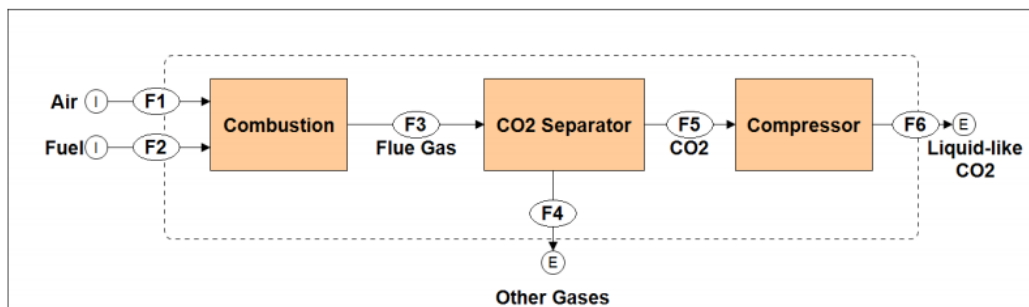 Air I F1
Fuel I F2
Combustion
F3
Flue Gas
CO2 Separator
F5
CO2
Compressor
F6 E
Liquid-like
CO2
F4
E
Other Gases